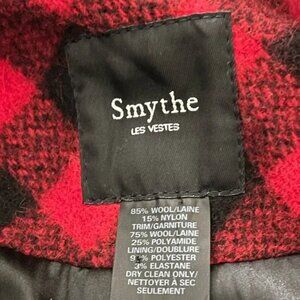 Smythe
LES VESTES
85% WOOL/LAINE
15% NYLON
TRIM/GARNITURE
75% WOOL/LAINE
25% POLYAMIDE
LINING/DOUBLURE
POLYESTER
3% ELASTANE
DRY CLEAN ONLY/
NETTOYER À SEC
SEULEMENT